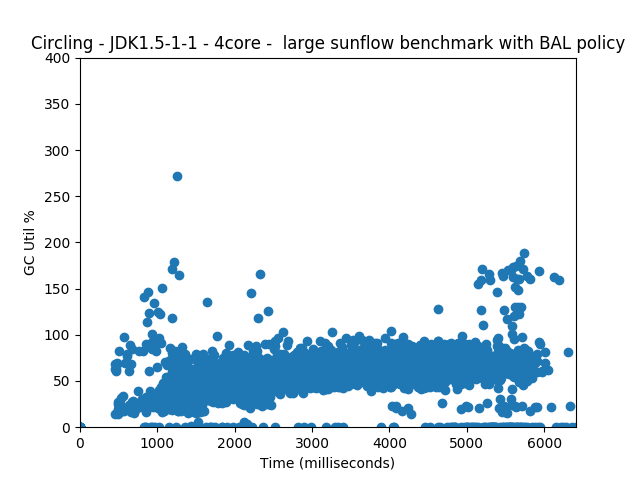 Circling - JDK1.5-1-1 - 4core -  large sunflow benchmark with BAL policy
400
350
300
250
200
150
100
50
0
GC Util %
0 1000 2000 3000 4000 5000 6000
Time (milliseconds)